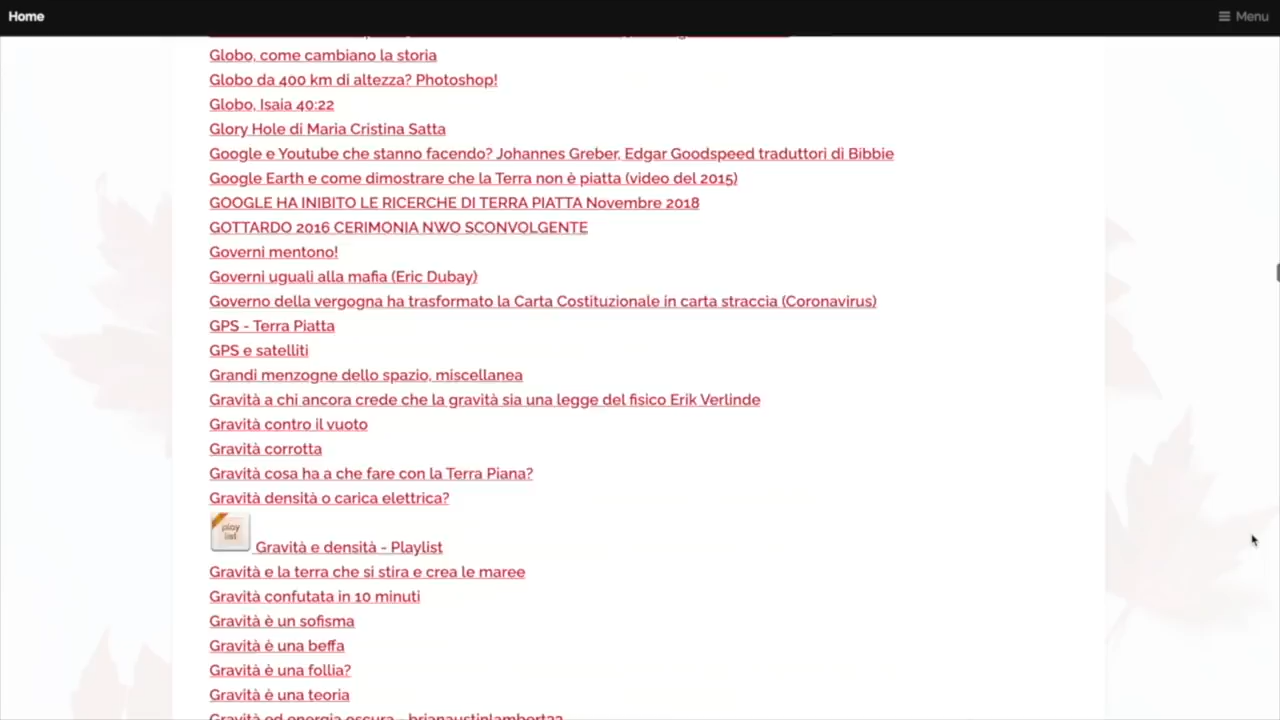 Home
Menu
Globo, come cambiano la storia
Globo da 400 km di altezza? Photoshop!
Globo, Isaia 40:22
Glory Hole di Maria Cristina Satta
Google e Youtube che stanno facendo? Johannes Greber, Edgar Goodspeed traduttori di Bibbie
Google Earth e come dimostrare che la Terra non è piatta (video del 2015)
GOOGLE HA INIBITO LE RICERCHE DI TERRA PIATTA Novembre 2018
GOTTARDO 2016 CERIMONIA NWO SCONVOLGENTE
Governi mentono!
Governi uguali alla mafia (Eric Dubay)
Governo della vergogna ha trasformato la Carta Costituzionale in carta straccia (Coronavirus)
GPS - Terra Piatta
GPS e satelliti
Grandi menzogne dello spazio, miscellanea
Gravità a chi ancora crede che la gravità sia una legge del fisico Erik Verlinde
Gravità contro il vuoto
Gravità corrotta
Gravità cosa ha a che fare con la Terra Piana?
Gravità densità o carica elettrica?
play
list
Gravità e densità - Playlist
Gravità e la terra che si stira e crea le maree
Gravità confutata in 10 minuti
Gravità è un sofisma
Gravità è una beffa
Gravità è una follia?
Gravità è una teoria
Gravità ed energia oscura - brianaustinlambert33